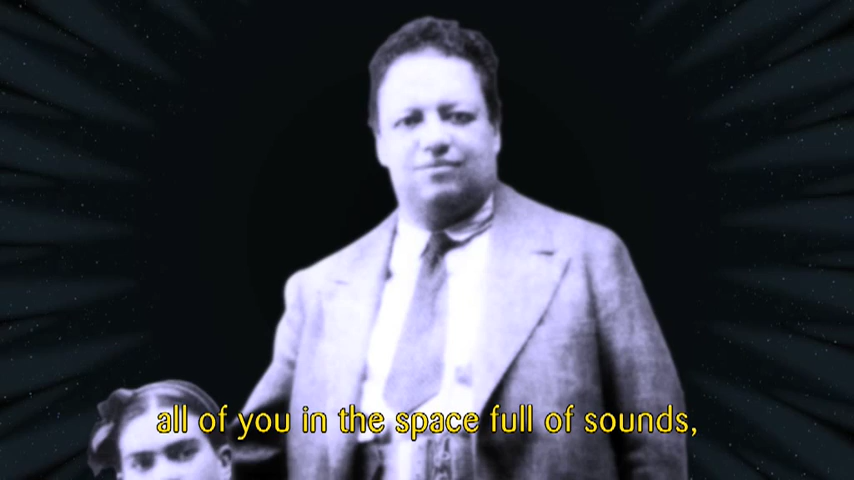 all of you in the space full of sounds,